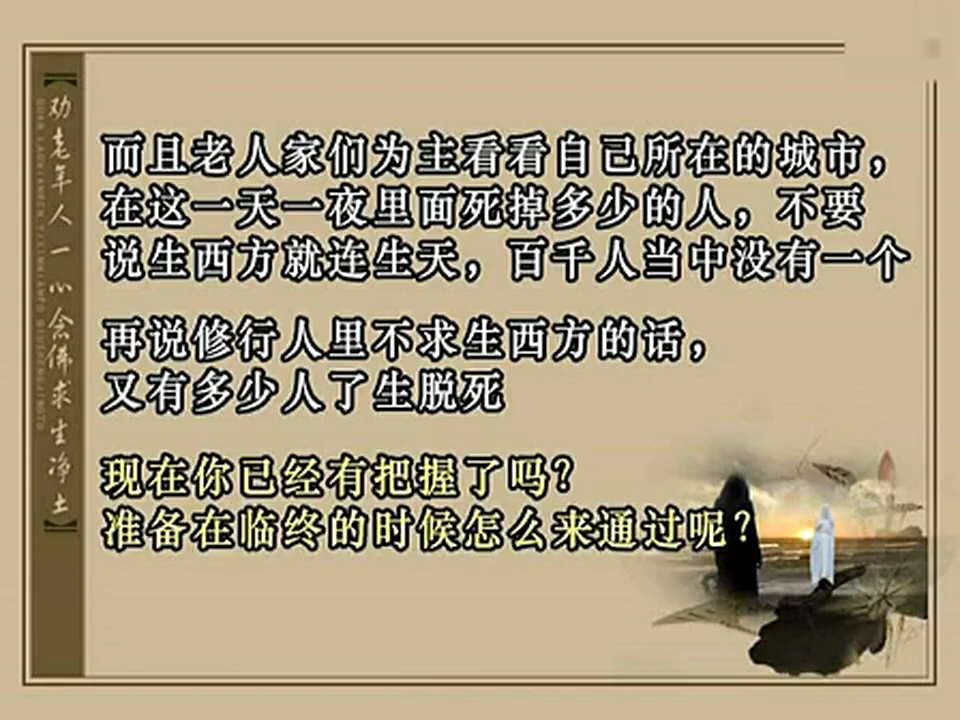 【劝老年人一心念佛求生净土】
而且老人家们为主看看自己所在的城市，
在这一天一夜里面死掉多少的人，不要
说生西方就连生天，百千人当中没有一个
再说修行人里不求生西方的话，
又有多少人了生脱死
现在你已经有把握了吗？
准备在临终的时候怎么来通过呢？